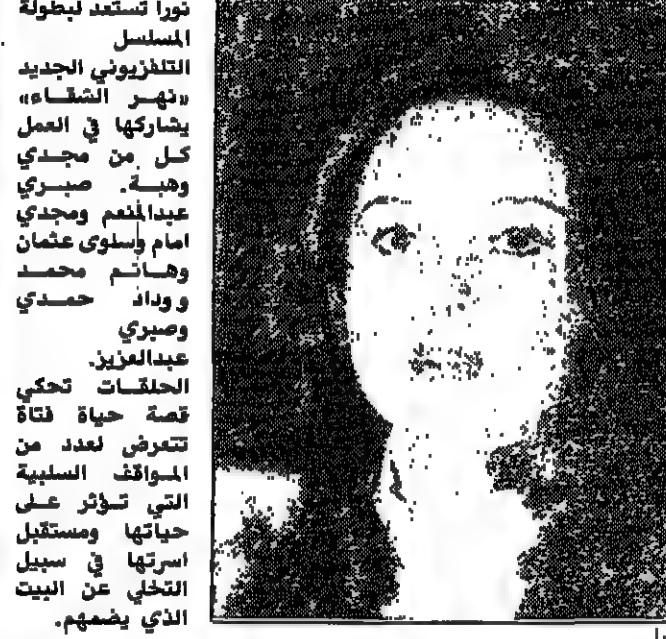 نورا تستعد لبطولة
المسلسل
التلفزيوني الجديد
«نهر الشقاء»
يشاركها في العمل
كل من مجدي
وهبة. صبري
عبدالمنعم ومجدي
امام وسلوى عثمان
وهانم محمد
ووداد حمدي
وصبري
عبدالعزيز.
الحلقات تحكي
قصة حياة فتاة
تتعرض لعدد من
المواقف السلبية
التي تؤثر على
حياتها ومستقبل
اسرتها في سبيل
التخلي عن البيت
الذي يضمهم.